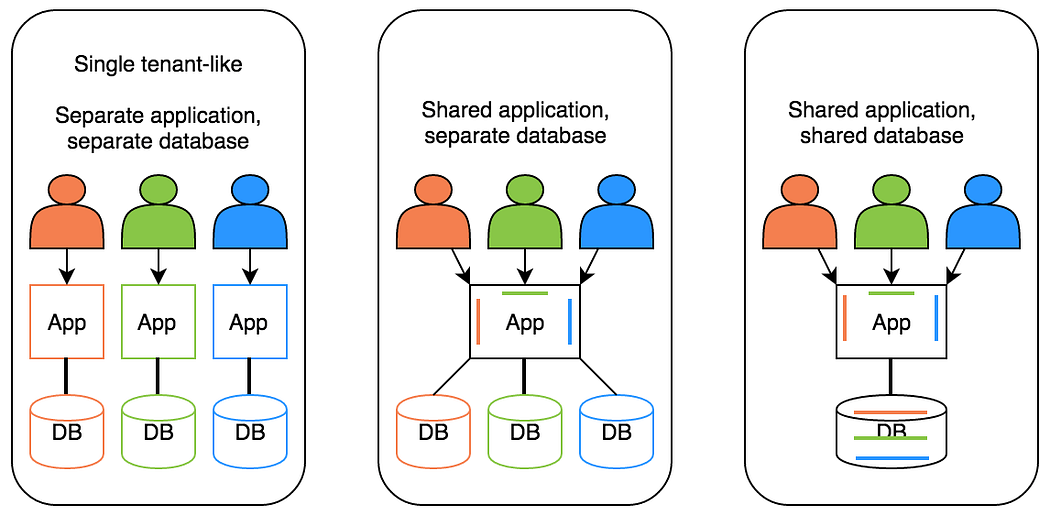 Single tenant-like
Separate application,
separate database
App
App
App
DB
DB
DB
Shared application,
separate database
App
DB
DB
DB
Shared application,
shared database
App
DB